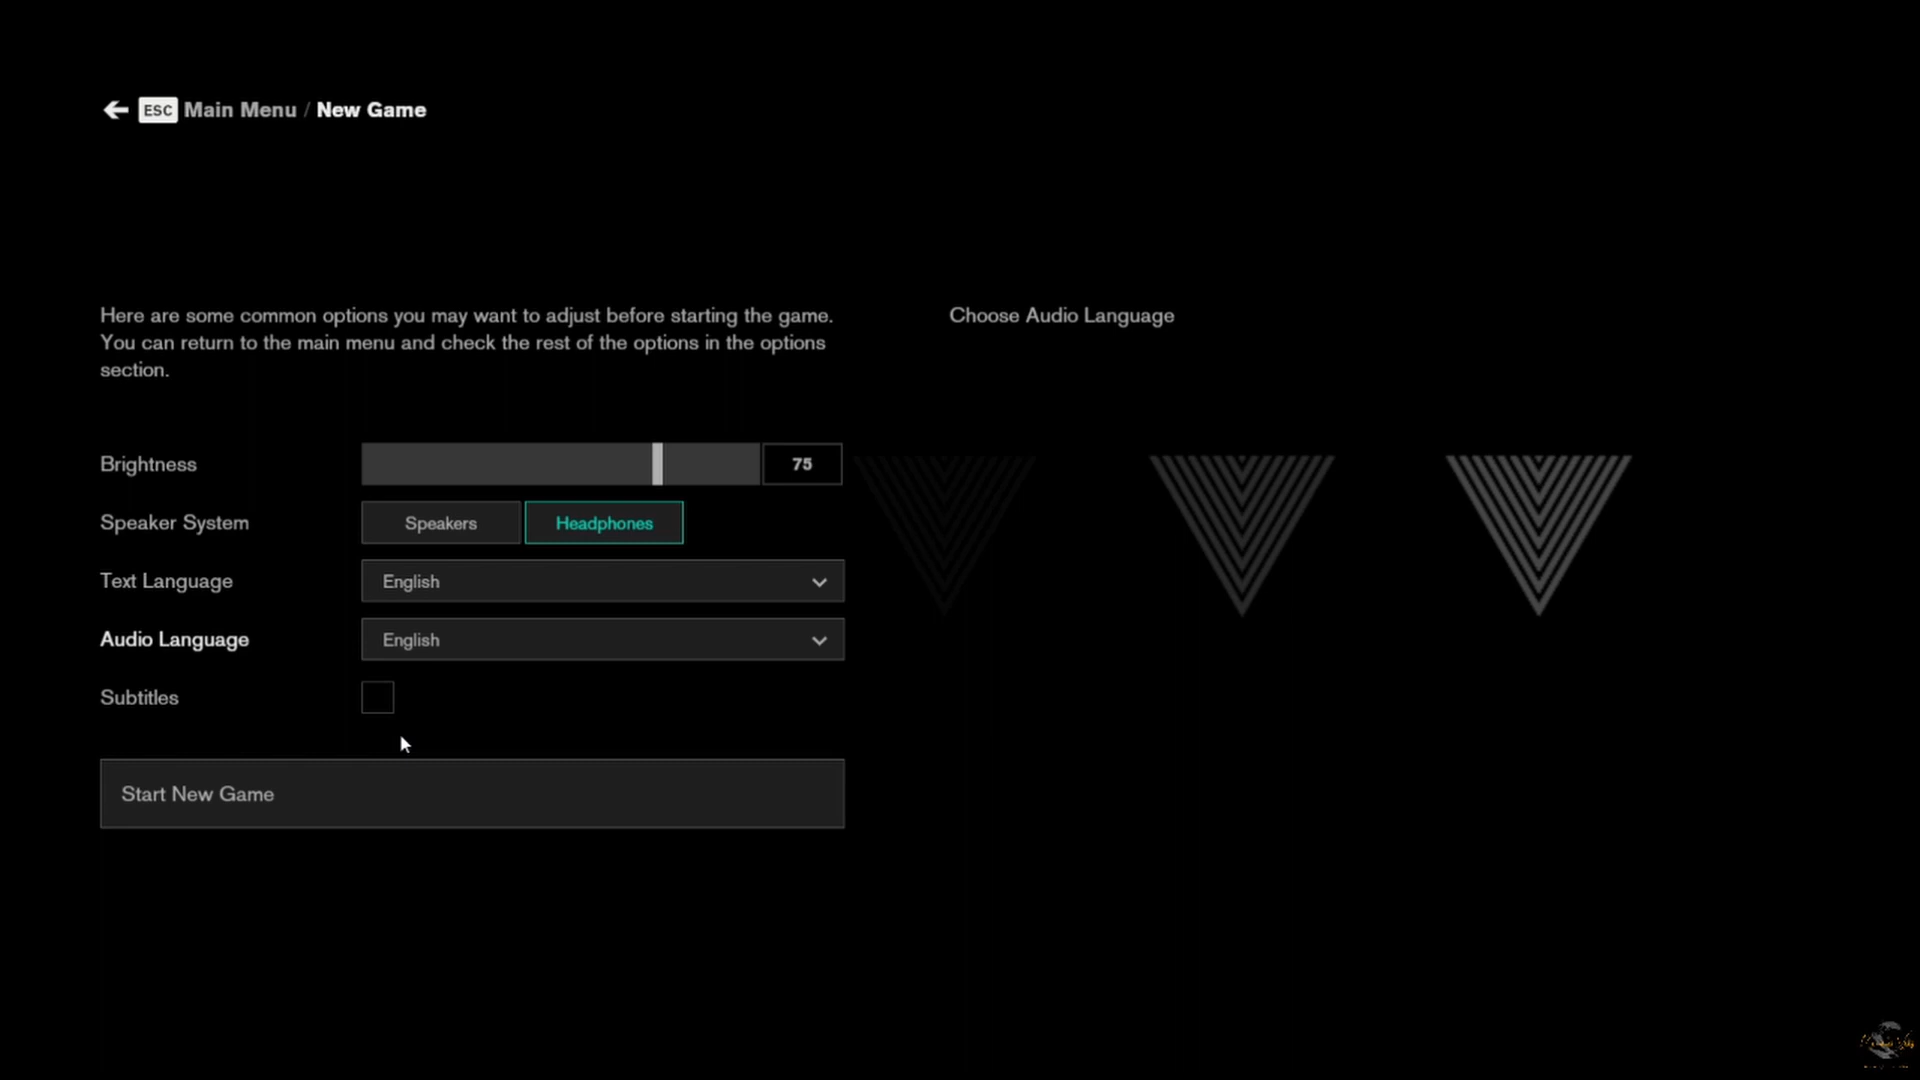 ESC Main Menu / New Game
Here are some common options you may want to adjust before starting the game.
You can return to the main menu and check the rest of the options in the options
section.
Choose Audio Language
Brightness
75
Speaker System
Speakers
Headphones
Text Language
English
Audio Language
English
Subtitles
Start New Game